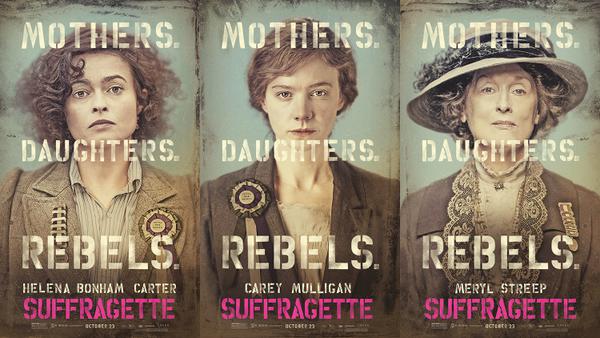 MOTHERS.
DAUGHTERS.
REBELS.
HELENA BONHAM CARTER
SUFFRAGETTE
OCTOBER 23
MOTHERS.
DAUGHTERS.
REBELS.
CAREY MULLIGAN
SUFFRAGETTE
OCTOBER 23
MOTHERS.
DAUGHTERS.
REBELS.
MERYL STREEP
SUFFRAGETTE
OCTOBER 23